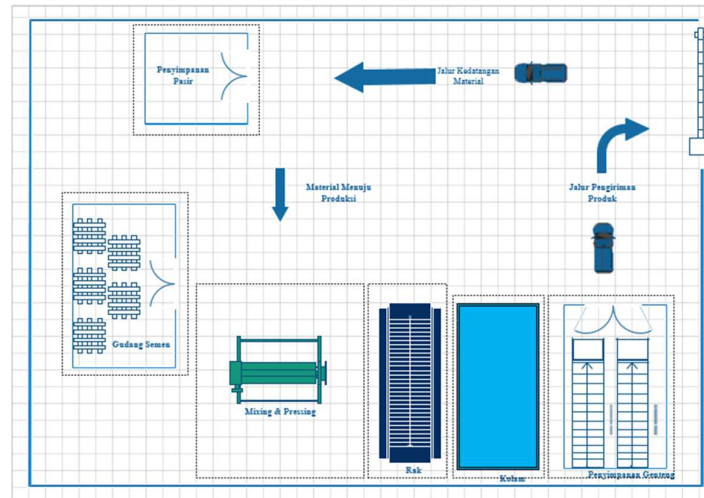 Penyimpanan
Pasir
Jalur Kedatangan
Material
Material Menuju
Produksi
Jalur Pengiriman
Produk
Gudang Semen
Mixing & Pressing
Rak
Kolam
Penyimpanan Genteng